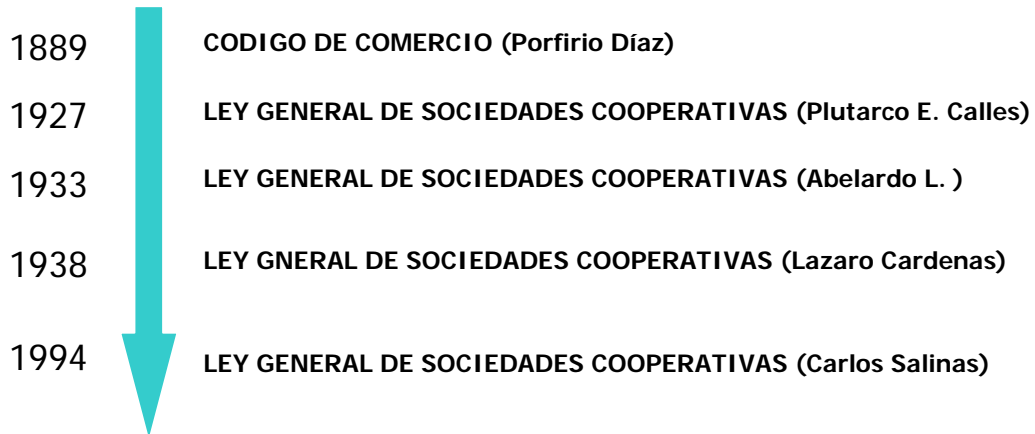 1889 CODIGO DE COMERCIO (Porfirio Díaz)
1927 LEY GENERAL DE SOCIEDADES COOPERATIVAS (Plutarco E. Calles)
1933 LEY GENERAL DE SOCIEDADES COOPERATIVAS (Abelardo L. )
1938 LEY GNERAL DE SOCIEDADES COOPERATIVAS (Lazaro Cardenas)
1994 LEY GENERAL DE SOCIEDADES COOPERATIVAS (Carlos Salinas)